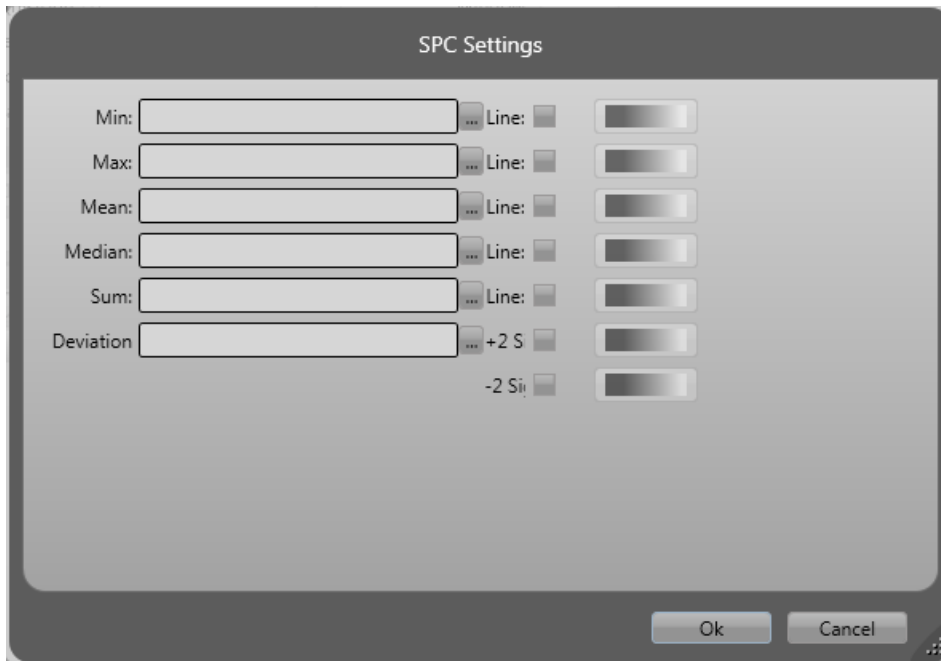 SPC Settings
Min: ... Line:
Max: ... Line:
Mean: ... Line:
Median: ... Line:
Sum: ... Line:
Deviation ... +2 S
-2 Si
Ok Cancel